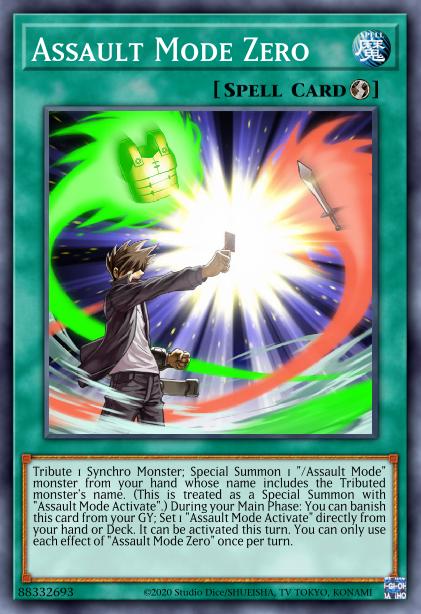 Assault Mode Zero
SPELL
魔
[Spell Card]
Tribute 1 Synchro Monster; Special Summon 1 "/Assault Mode"
monster from your hand whose name includes the Tributed
monster's name. (This is treated as a Special Summon with
"Assault Mode Activate".) During your Main Phase: You can banish
this card from your GY; Set 1 "Assault Mode Activate" directly from
your hand or Deck. It can be activated this turn. You can only use
each effect of "Assault Mode Zero" once per turn.
88332693
©2020 Studio Dice/SHUEISHA, TV TOKYO, KONAMI